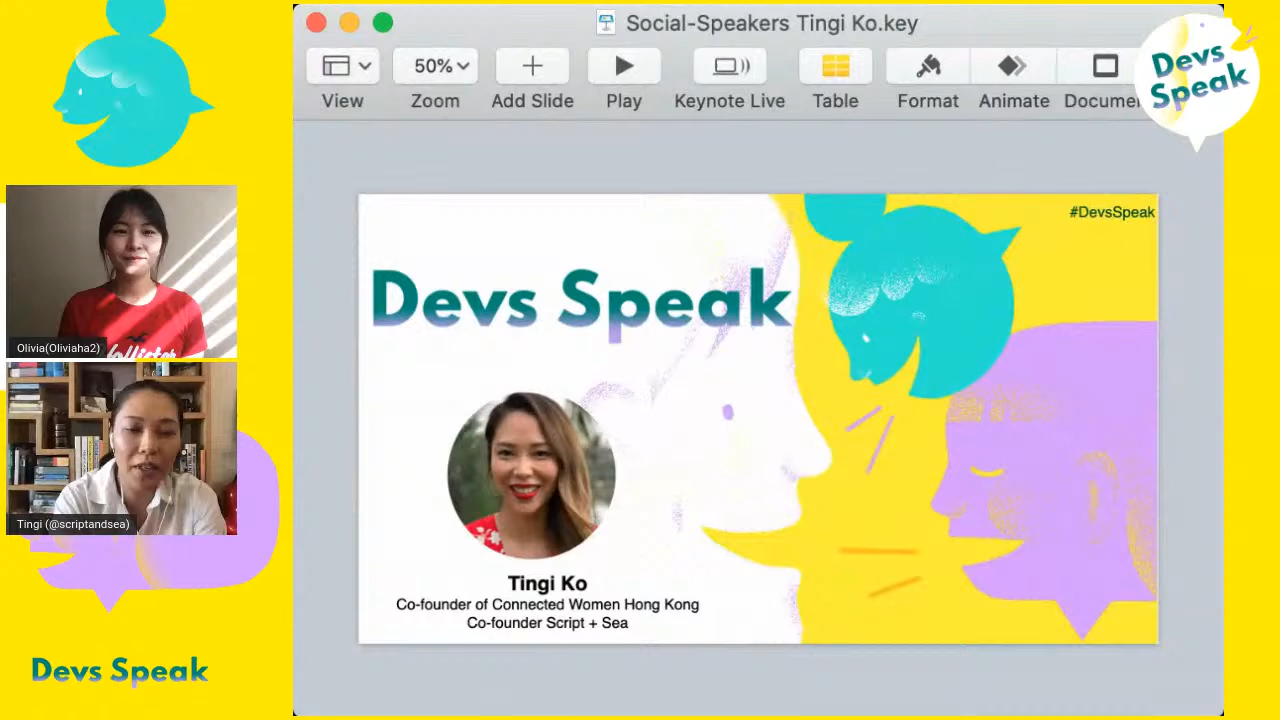 Social-Speakers Tingi Ko.key
50%
View
Zoom
Add Slide
Play
Keynote Live
Table
Format
Animate
Documen
Devs
Speak
#DevsSpeak
Devs Speak
Tingi Ko
Co-founder of Connected Women Hong Kong
Co-founder Script + Sea
Olivia(Oliviaha2)
Tingi (@scriptandsea)
Devs Speak